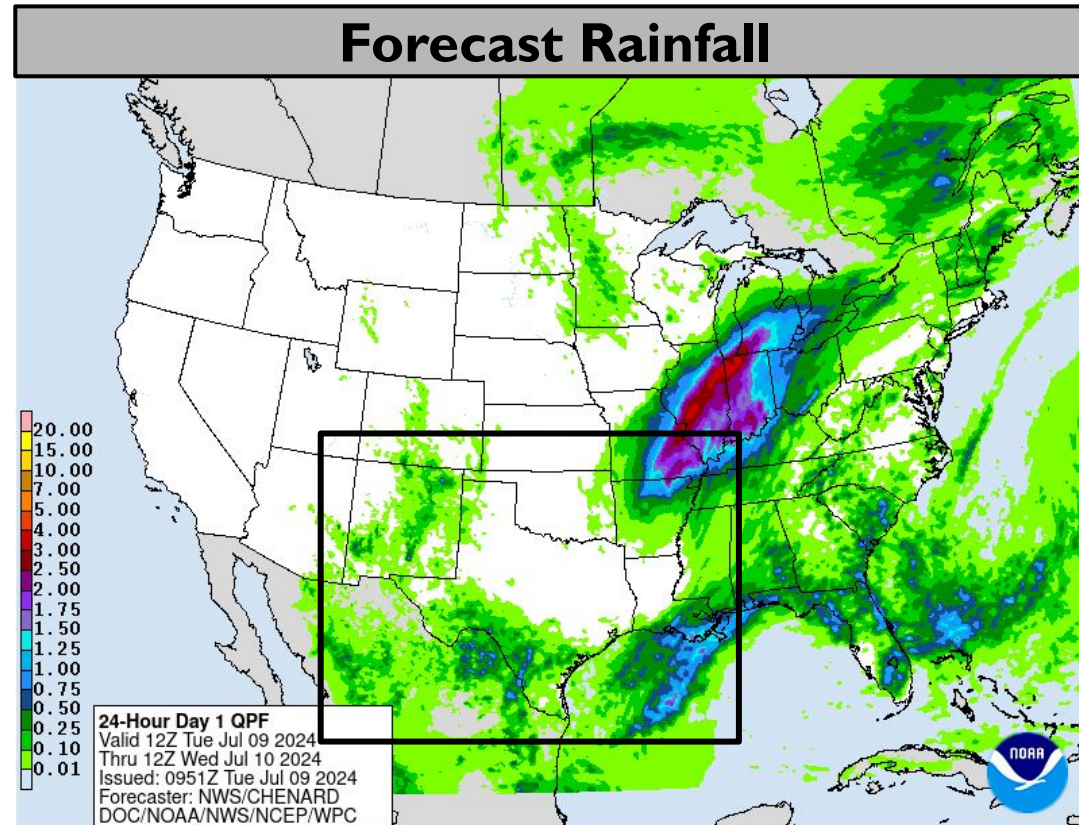 Forecast Rainfall
20.00
15.00
10.00
7.00
5.00
4.00
3.00
2.50
2.00
1.75
1.50
1.25
1.00
0.75
0.50
0.25
0.10
0.01
24-Hour Day 1 QPF
Valid 12Z Tue Jul 09 2024
Thru 12Z Wed Jul 10 2024
Issued: 0951Z Tue Jul 09 2024
Forecaster: NWS/CHENARD
DOC/NOAA/NWS/NCEP/WPC
NOAA